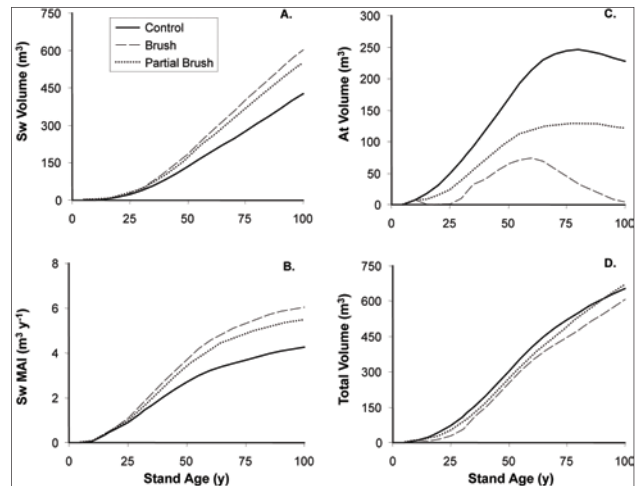 A.
750
600
450
300
150
0
Sw Volume (m³)
Control
Brush
Partial Brush
0 25 50 75 100
C.
300
250
200
150
100
50
0
At Volume (m³)
0 25 50 75 100
B.
8
6
4
2
0
Sw MAI (m³ y⁻¹)
0 25 50 75 100
Stand Age (y)
D.
750
600
450
300
150
0
Total Volume (m³)
0 25 50 75 100
Stand Age (y)